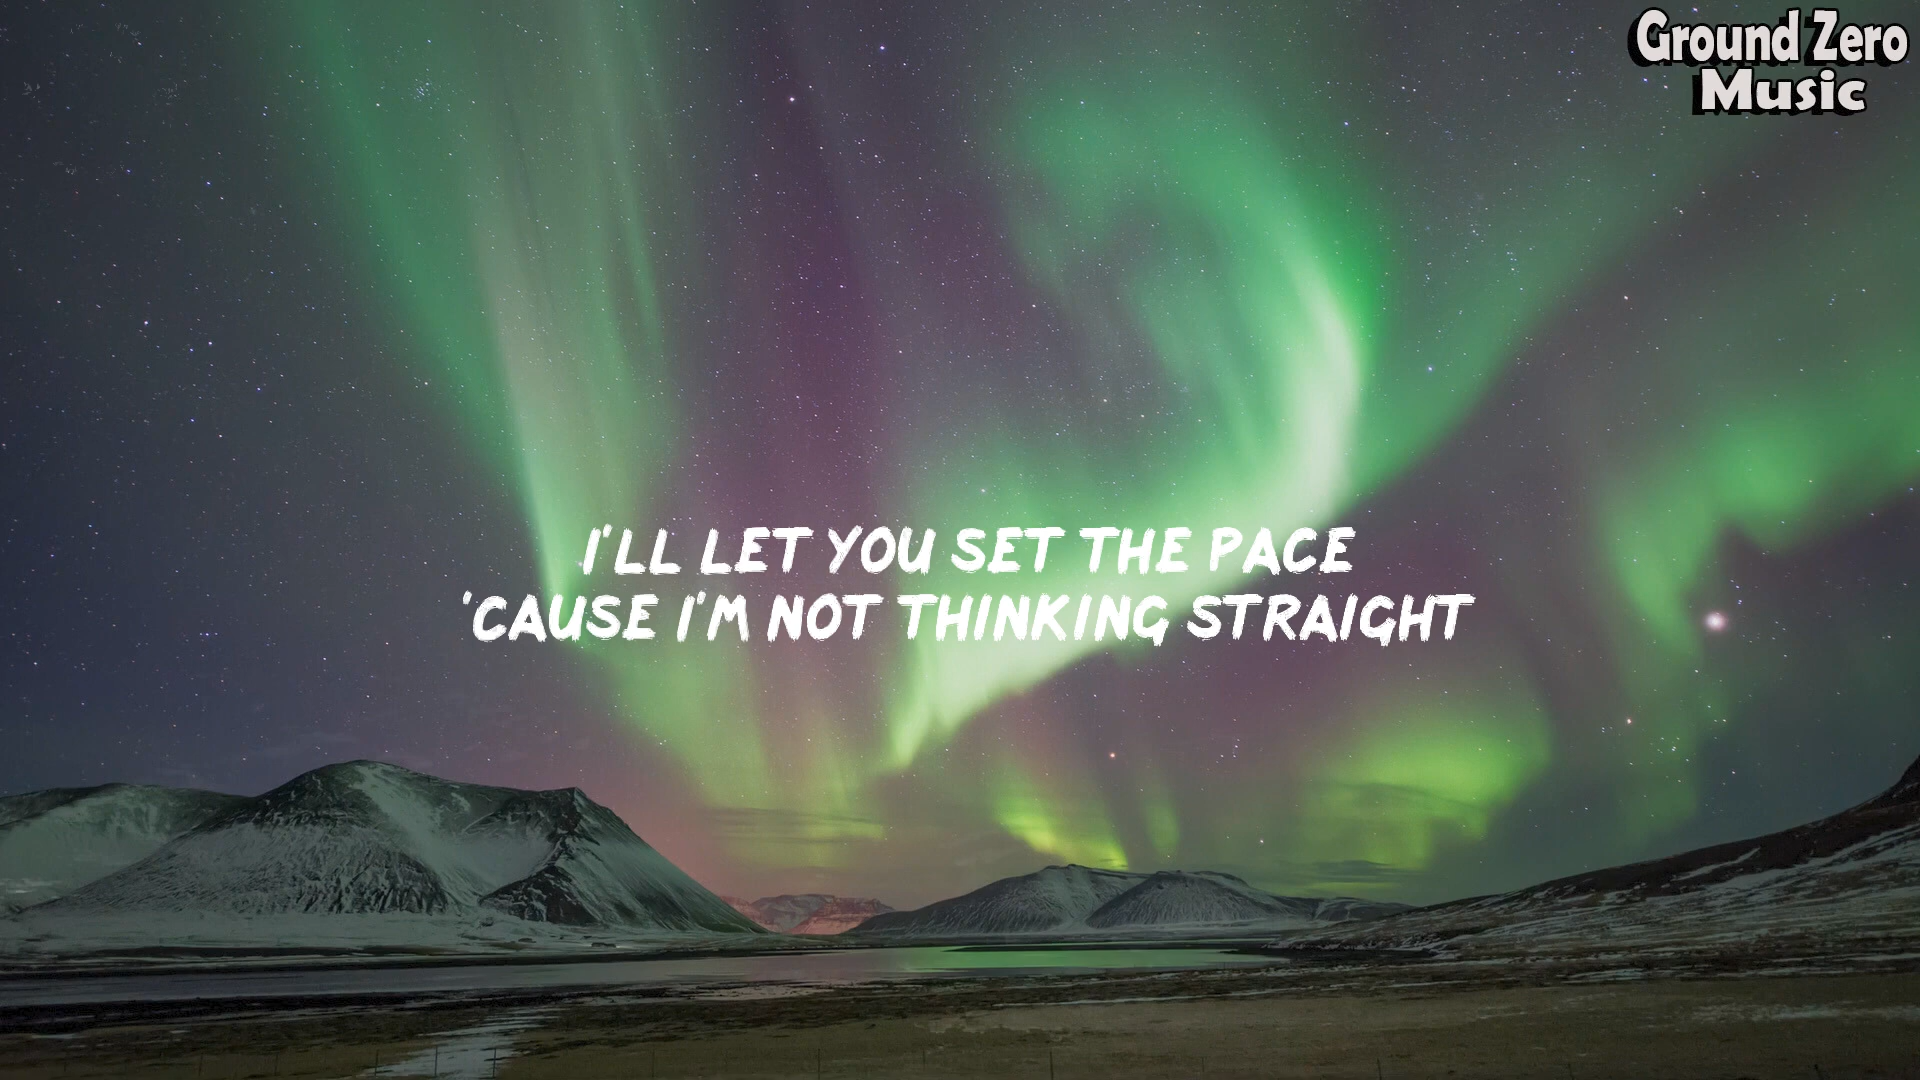 Ground Zero
Music
I'LL LET YOU SET THE PACE
'CAUSE I'M NOT THINKING STRAIGHT